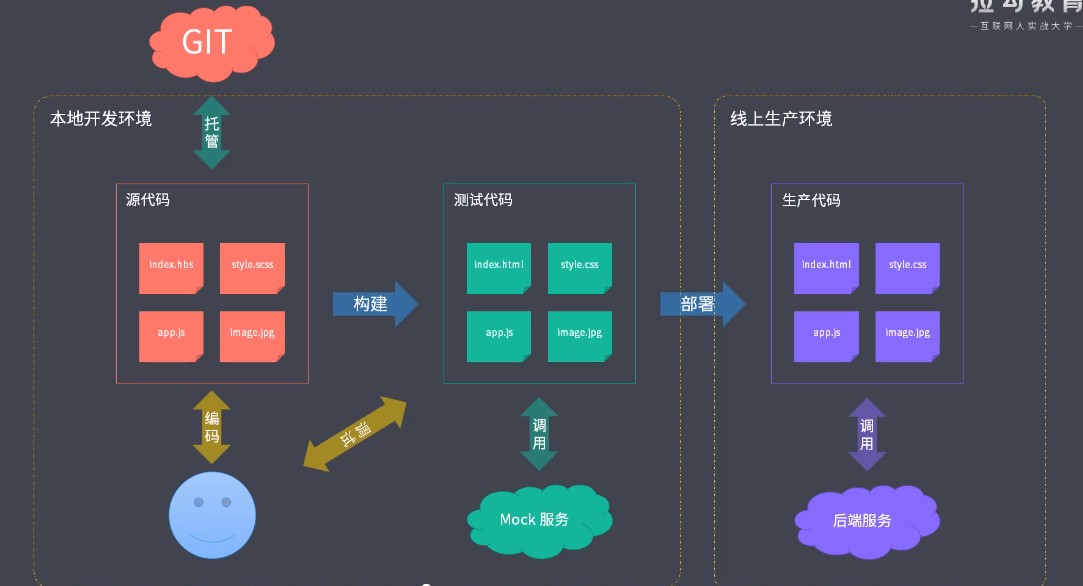 拉勾教育
—互联网人实战大学—
GIT
本地开发环境
托管
线上生产环境
源代码
测试代码
生产代码
index.hbs
style.scss
index.html
style.css
index.html
style.css
构建
部署
app.js
image.jpg
app.js
image.jpg
app.js
image.jpg
编码
调试
调用
调用
Mock 服务
后端服务